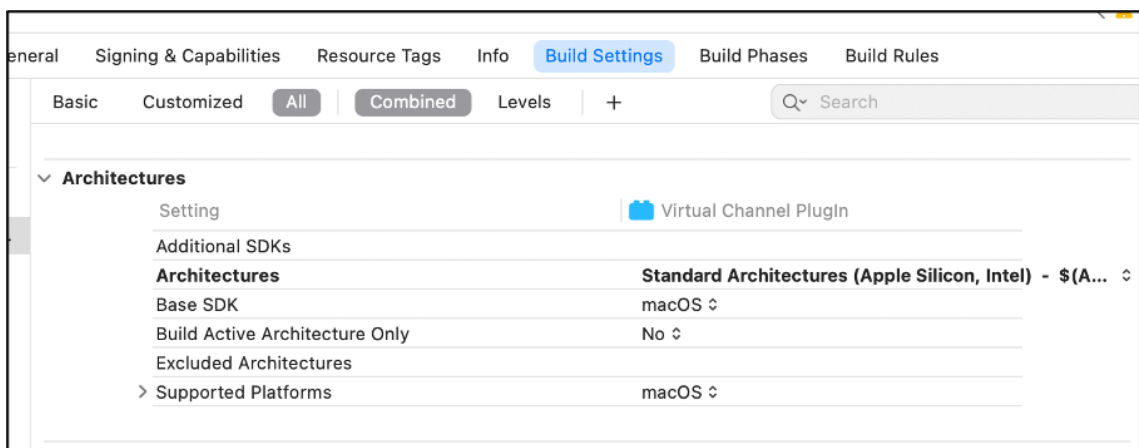 eneral Signing & Capabilities Resource Tags Info Build Settings Build Phases Build Rules
Basic Customized All Combined Levels + Search
Architectures
Setting Virtual Channel PlugIn
Additional SDKs
Architectures Standard Architectures (Apple Silicon, Intel) - $(A...
Base SDK macOS
Build Active Architecture Only No
Excluded Architectures
Supported Platforms macOS